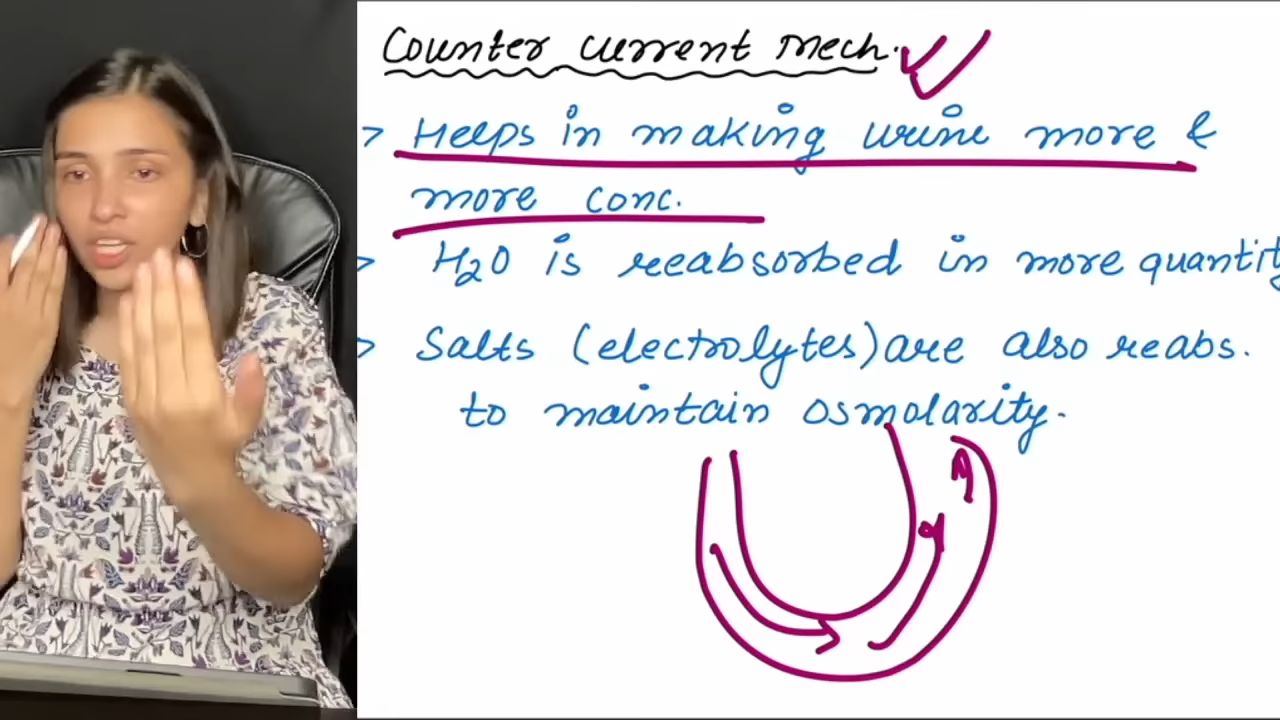 Counter current Mech.
> Helps in making urine more &
more conc.
> H2O is reeabsorbed in more quantity
> Salts (electrolytes) are also reabs.
to maintain osmolarity.